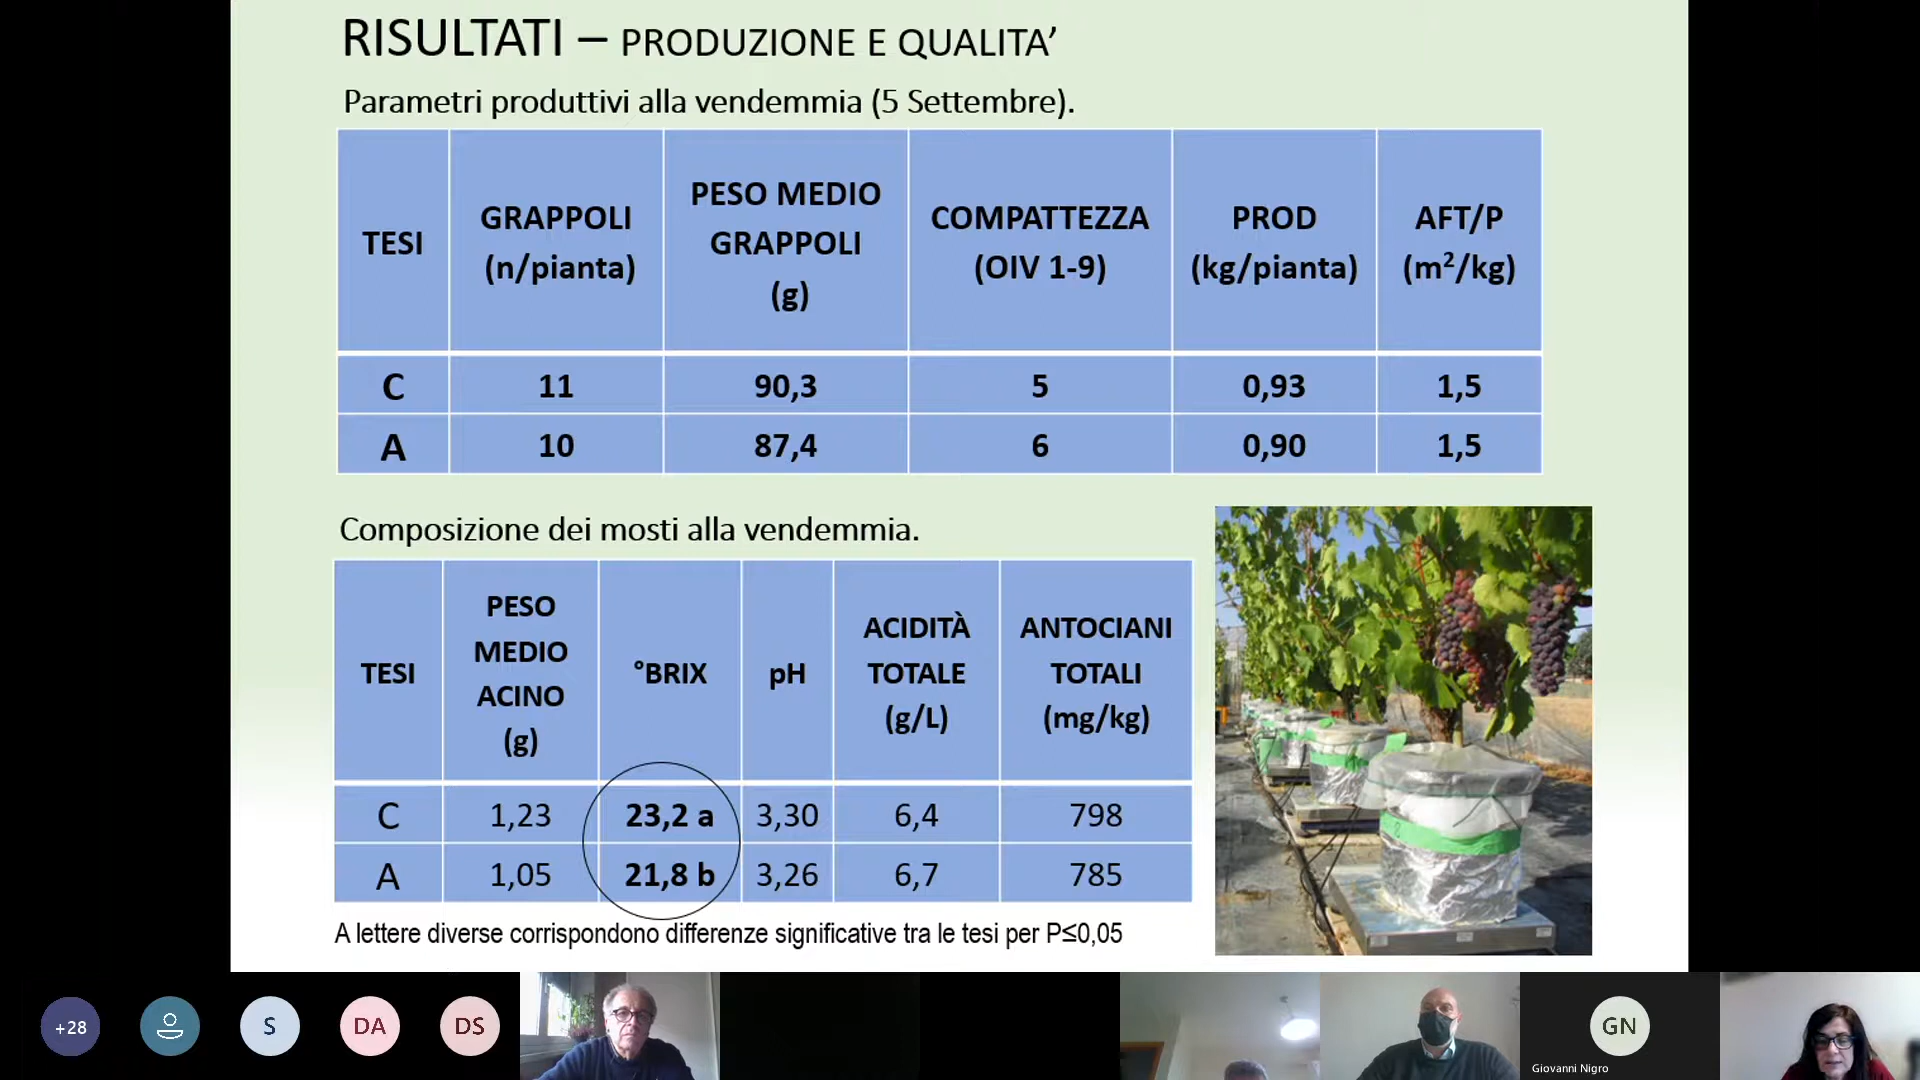 RISULTATI – PRODUZIONE E QUALITA’
Parametri produttivi alla vendemmia (5 Settembre).
TESI
GRAPPOLI
(n/pianta)
PESO MEDIO
GRAPPOLI
(g)
COMPATTEZZA
(OIV 1-9)
PROD
(kg/pianta)
AFT/P
(m²/kg)
C 11 90,3 5 0,93 1,5
A 10 87,4 6 0,90 1,5
Composizione dei mosti alla vendemmia.
TESI
PESO
MEDIO
ACINO
(g)
°BRIX
pH
ACIDITÀ
TOTALE
(g/L)
ANTOCIANI
TOTALI
(mg/kg)
C 1,23 23,2 a 3,30 6,4 798
A 1,05 21,8 b 3,26 6,7 785
A lettere diverse corrispondono differenze significative tra le tesi per P≤0,05
+28
S
DA
DS
GN
Giovanni Nigro